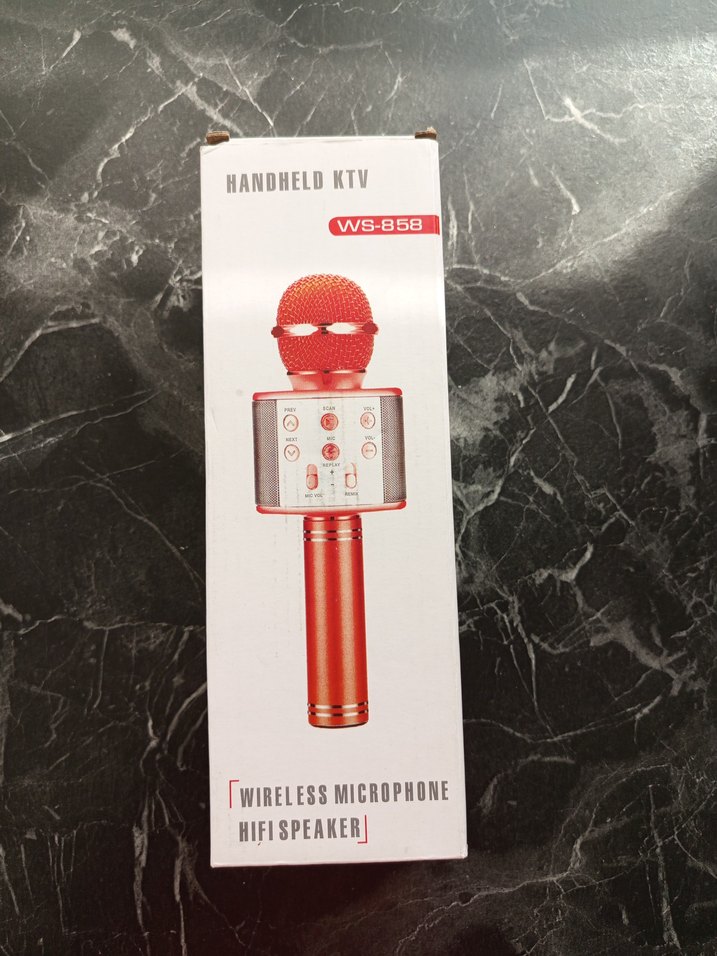 HANDHELD KTV
WS-858
PREV SCAN VOL+
NEXT MIC VOL-
REPLAY
+
-
MIC VOL REMIX
WIRELESS MICROPHONE
HIFI SPEAKER